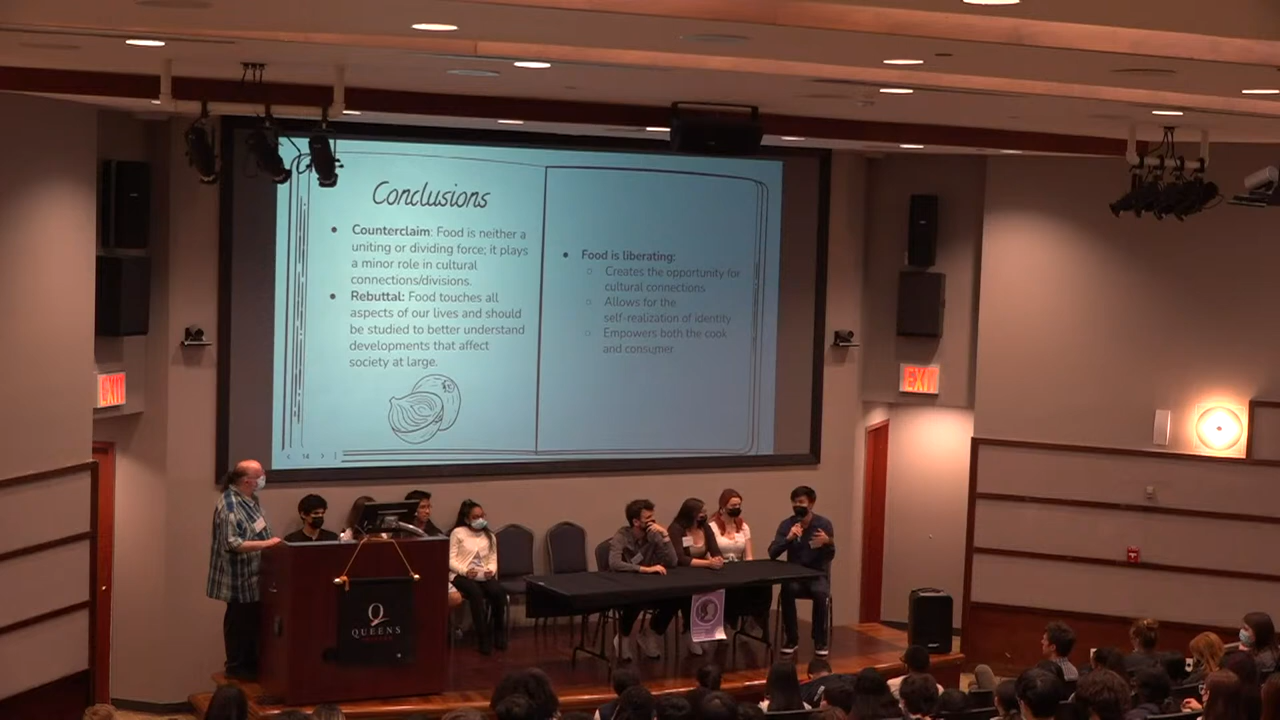 Conclusions
● Counterclaim: Food is neither a
uniting or dividing force; it plays
a minor role in cultural
connections/divisions.
● Rebuttal: Food touches all
aspects of our lives and should
be studied to better understand
developments that affect
society at large.
● Food is liberating:
○ Creates the opportunity for
cultural connections
○ Allows for the
self-realization of identity
○ Empowers both the cook
and consumer
14
EXIT
EXIT
Q
QUEENS